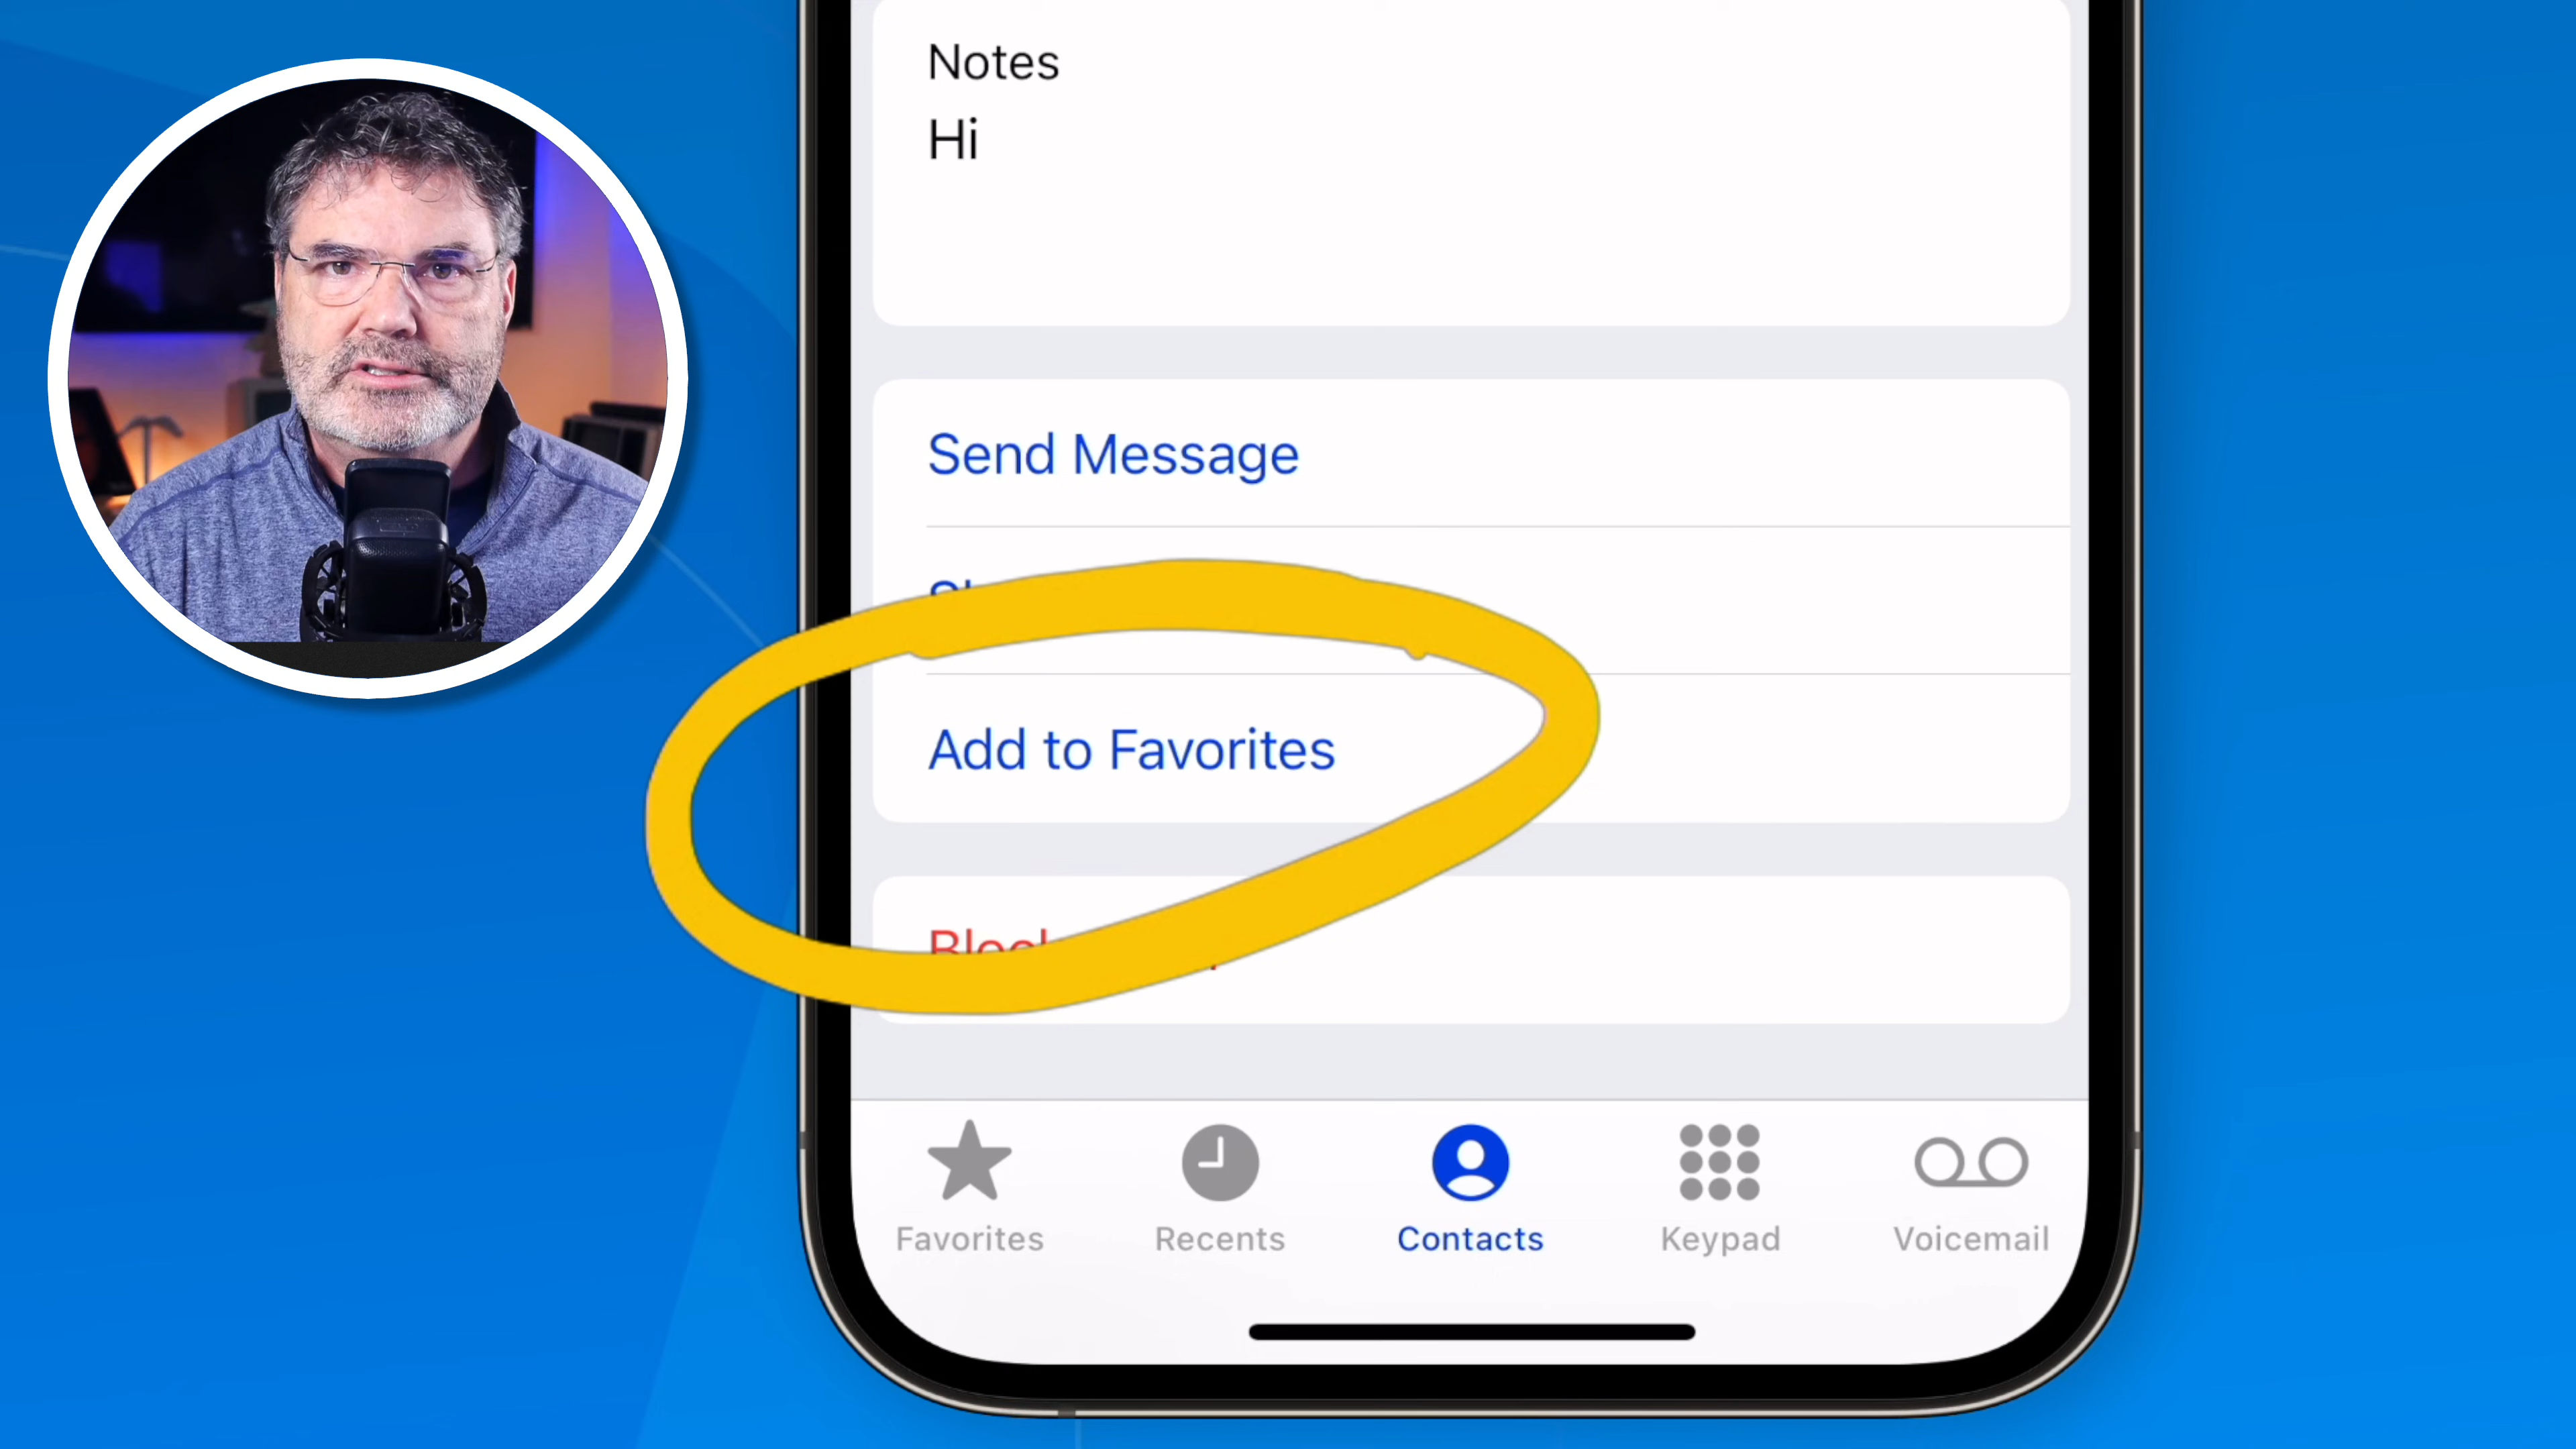 Notes
Hi
Send Message
Add to Favorites
Favorites
Recents
Contacts
Keypad
Voicemail